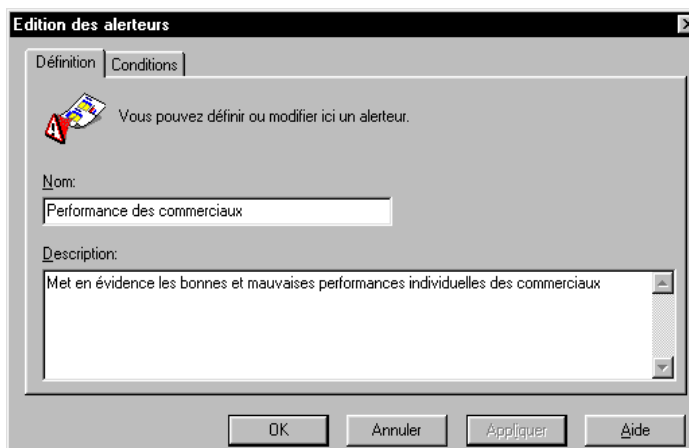 Edition des alerteurs
Définition Conditions
Vous pouvez définir ou modifier ici un alerteur.
Nom:
Performance des commerciaux
Description:
Met en évidence les bonnes et mauvaises performances individuelles des commerciaux
OK Annuler Appliquer Aide